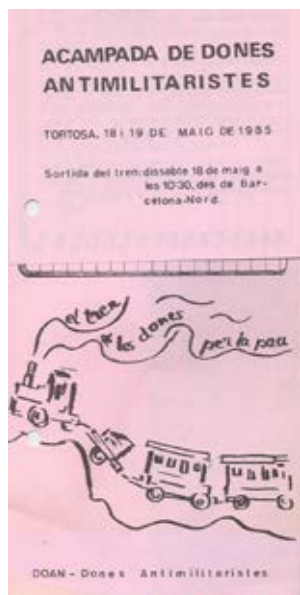 ACAMPADA DE DONES
ANTIMILITARISTES
TORTOSA, 18 I 19 DE MAIG DE 1985
Sortida del tren: dissabte 18 de maig a
les 10:30, des de Bar-
celona-Nord.
el tren
de les dones
per la pau
DOAN - Dones Antimilitaristes